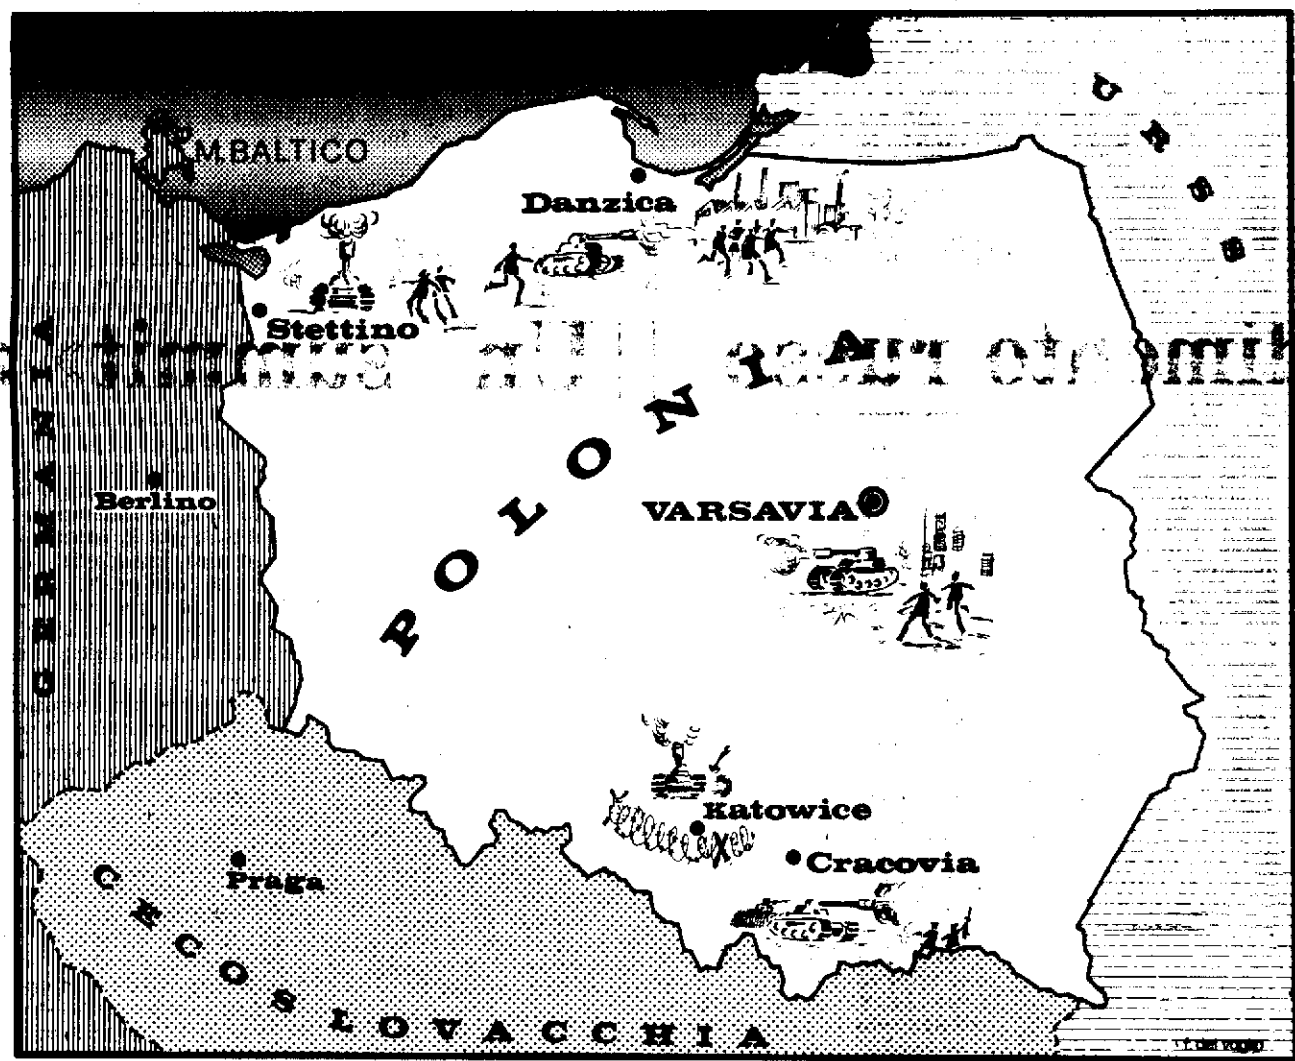 M. BALTICO
URSS
Danzica
Stettino
GERMANIA
POLONIA
Berlino
VARSAVIA
Katowice
Cracovia
Praga
CECOSLOVACCHIA